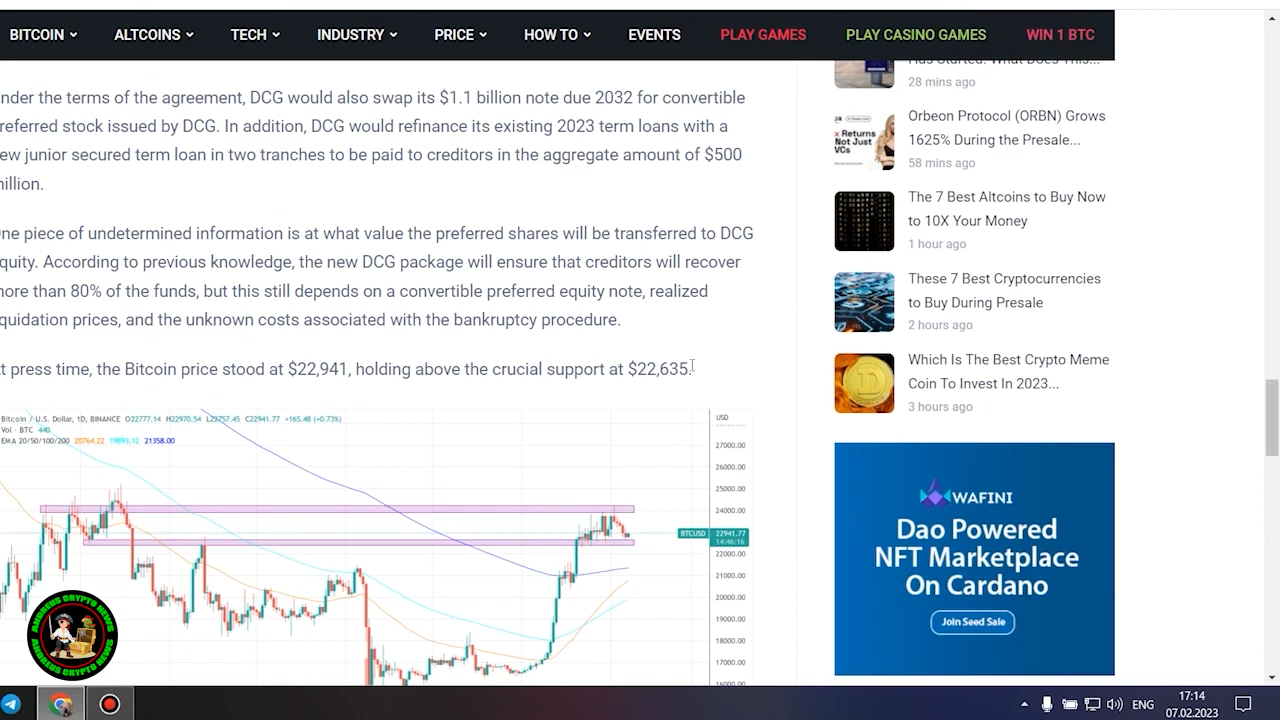 BITCOIN ALTCOINS TECH INDUSTRY PRICE HOW TO EVENTS PLAY GAMES PLAY CASINO GAMES WIN 1 BTC
nder the terms of the agreement, DCG would also swap its $1.1 billion note due 2032 for convertible
referred stock issued by DCG. In addition, DCG would refinance its existing 2023 term loans with a
ew junior secured term loan in two tranches to be paid to creditors in the aggregate amount of $500
illion.
ne piece of undetermined information is at what value the preferred shares will be transferred to DCG
quity. According to previous knowledge, the new DCG package will ensure that creditors will recover
ore than 80% of the
but this still depends on a convertible preferred equity note, realized
quidation prices, and the unknown costs associated with the bankruptcy procedure.
t press time, the Bitcoin price stood at $22,941, holding above the crucial support at $22,635.
Bitcoin / U.S. Dollar, 1D, BINANCE O22777.14 H22970.54 L22757.45 C22941.77 +165.48 (+0.73%)
Vol · BTC 440
EMA 20/50/100/200 20764.22 19893.12 21358.00
USD
27000.00
26000.00
25000.00
24000.00
BTCUSD 22941.77
14:46:16
22000.00
21000.00
20000.00
19000.00
18000.00
17000.00
16000.00
Has Started. What Does This...
28 mins ago
Returns
Not Just
VCs
Orbeon Protocol (ORBN) Grows
1625% During the Presale...
58 mins ago
The 7 Best Altcoins to Buy Now
to 10X Your Money
1 hour ago
These 7 Best Cryptocurrencies
to Buy During Presale
2 hours ago
Which Is The Best Crypto Meme
Coin To Invest In 2023...
3 hours ago
WAFINI
Dao Powered
NFT Marketplace
On Cardano
Join Seed Sale
ANDREUS CRYPTO NEWS
ANDREUS CRYPTO NEWS
ENG
17:14
07.02.2023